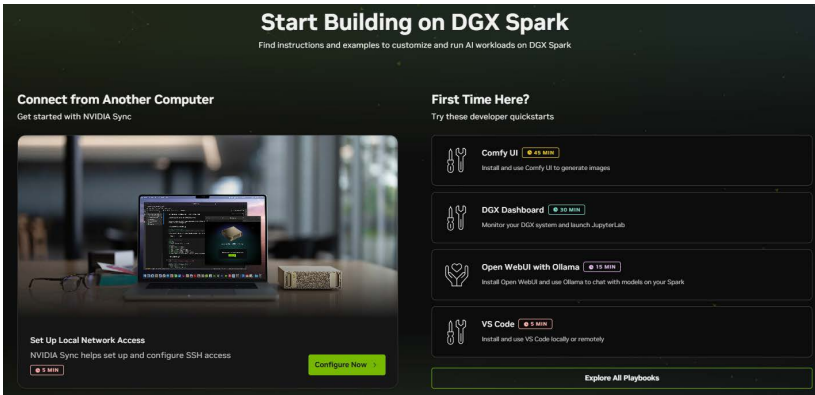 Start Building on DGX Spark
Find instructions and examples to customize and run AI workloads on DGX Spark
Connect from Another Computer
Get started with NVIDIA Sync
Set Up Local Network Access
NVIDIA Sync helps set up and configure SSH access
5 MIN
Configure Now >
First Time Here?
Try these developer quickstarts
Comfy UI 45 MIN
Install and use Comfy UI to generate images
DGX Dashboard 30 MIN
Monitor your DGX system and launch JupyterLab
Open WebUI with Ollama 15 MIN
Install Open WebUI and use Ollama to chat with models on your Spark
VS Code 5 MIN
Install and use VS Code locally or remotely
Explore All Playbooks